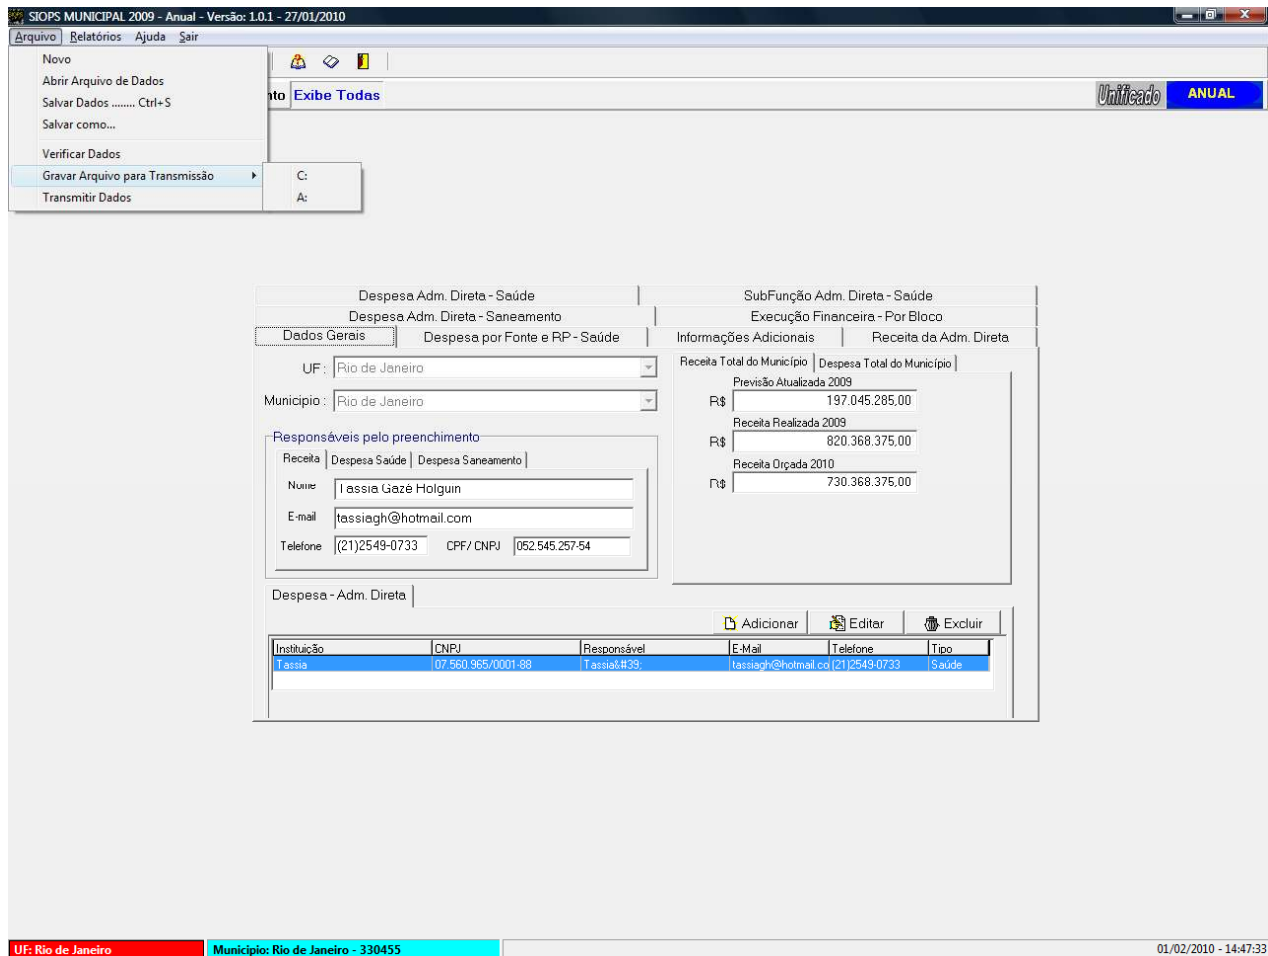 SIOPS MUNICIPAL 2009 - Anual - Versão: 1.0.1 - 27/01/2010
Arquivo Relatórios Ajuda Sair
Novo
Abrir Arquivo de Dados
Salvar Dados ........ Ctrl+S
Salvar como...
Verificar Dados
Gravar Arquivo para Transmissão
Transmitir Dados
C:
A:
nto Exibe Todas
Unificado ANUAL
Despesa Adm. Direta - Saúde SubFunção Adm. Direta - Saúde
Despesa Adm. Direta - Saneamento Execução Financeira - Por Bloco
Dados Gerais Despesa por Fonte e RP - Saúde Informações Adicionais Receita da Adm. Direta
UF : Rio de Janeiro
Municipio : Rio de Janeiro
Responsáveis pelo preenchimento
Receita Despesa Saúde Despesa Saneamento
Nome Tassia Gazé Holguin
E-mail tassiagh@hotmail.com
Telefone (21)2549-0733 CPF/ CNPJ 052.545.257-54
Receita Total do Município Despesa Total do Município
Previsão Atualizada 2009
R$ 197.045.285,00
Receita Realizada 2009
R$ 820.368.375,00
Receita Orçada 2010
R$ 730.368.375,00
Despesa - Adm. Direta
Adicionar Editar Excluir
Instituição CNPJ Responsável E-Mail Telefone Tipo
Tassia 07.560.965/0001-88 Tassia&#39; tassiagh@hotmail.co (21)2549-0733 Saúde
UF: Rio de Janeiro Municipio: Rio de Janeiro - 330455 01/02/2010 - 14:47:33